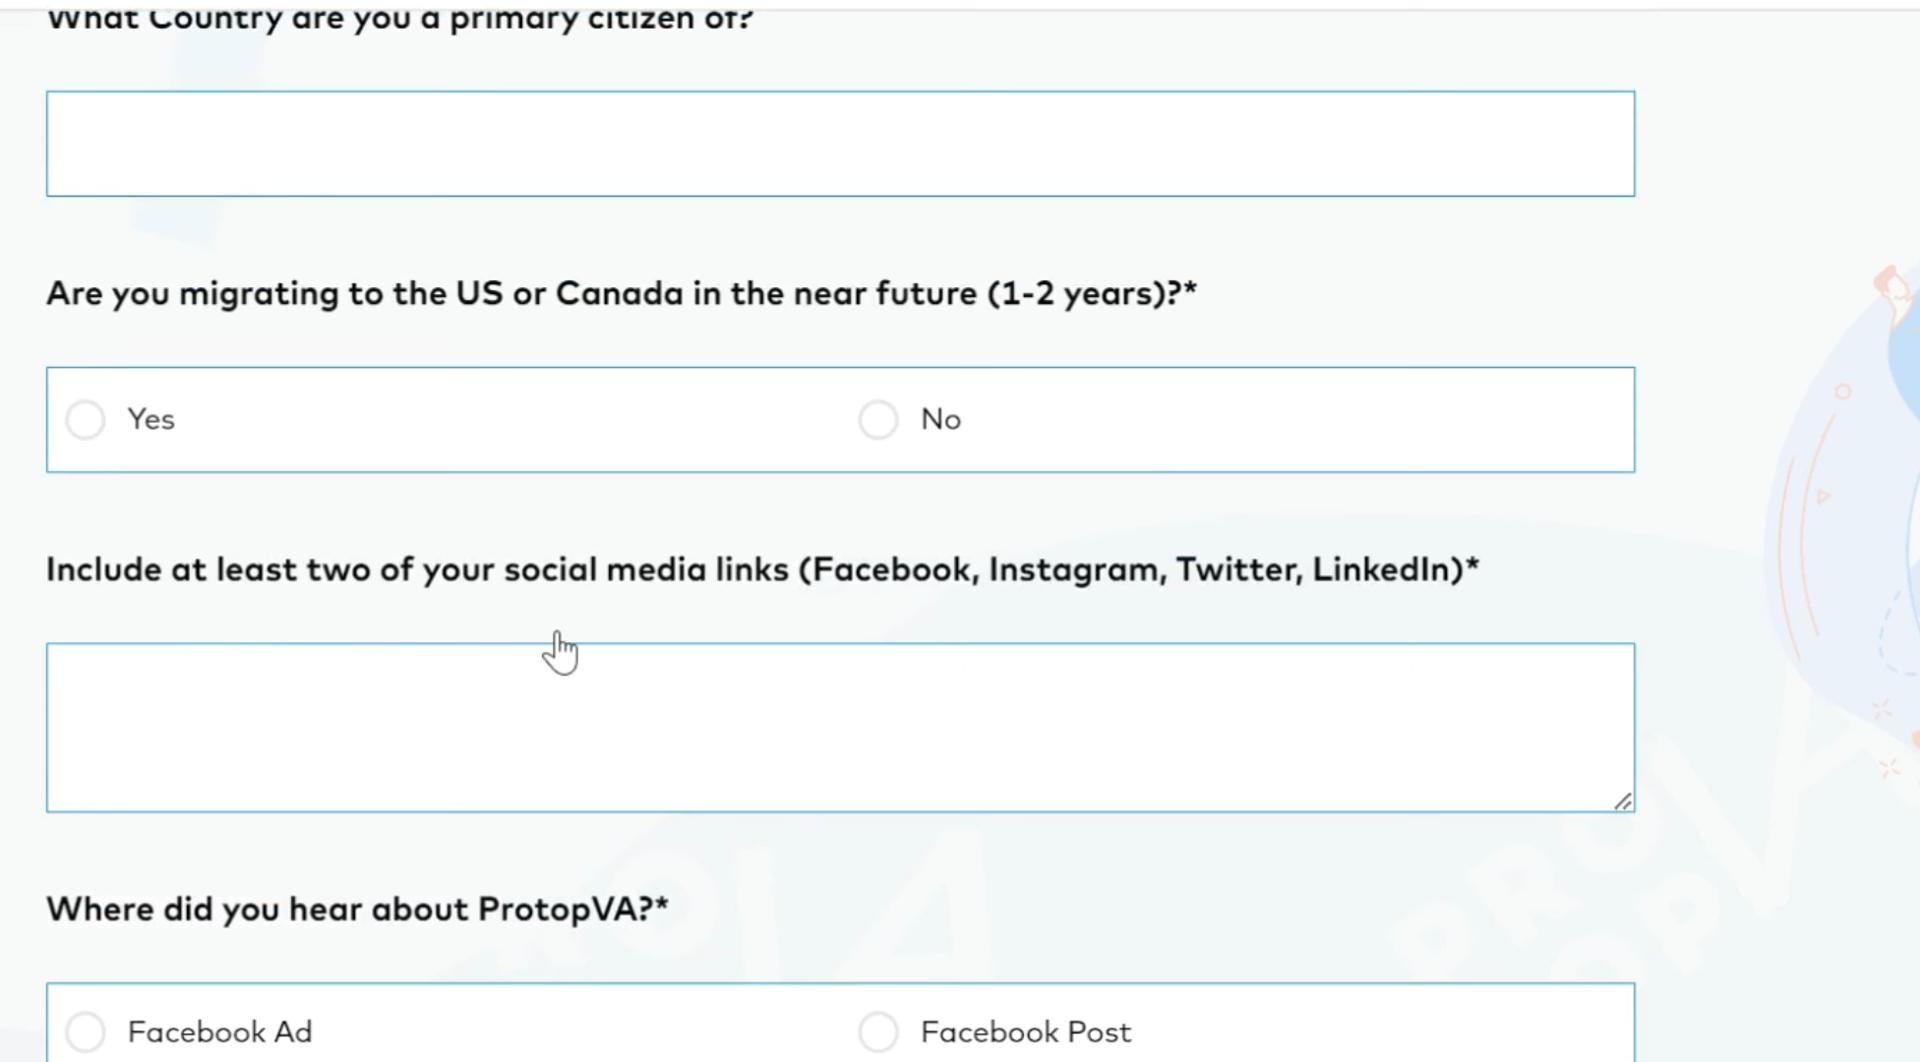 What Country are you a primary citizen of?
Are you migrating to the US or Canada in the near future (1-2 years)?*
Yes
No
Include at least two of your social media links (Facebook, Instagram, Twitter, LinkedIn)*
Where did you hear about ProtopVA?*
Facebook Ad
Facebook Post